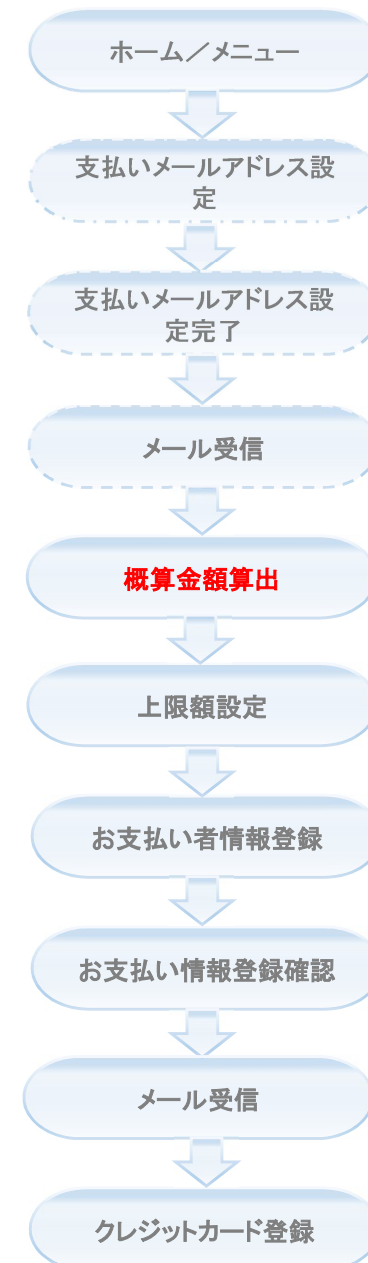 ホーム／メニュー
支払いメールアドレス設
定
支払いメールアドレス設
定完了
メール受信
概算金額算出
上限額設定
お支払い者情報登録
お支払い情報登録確認
メール受信
クレジットカード登録